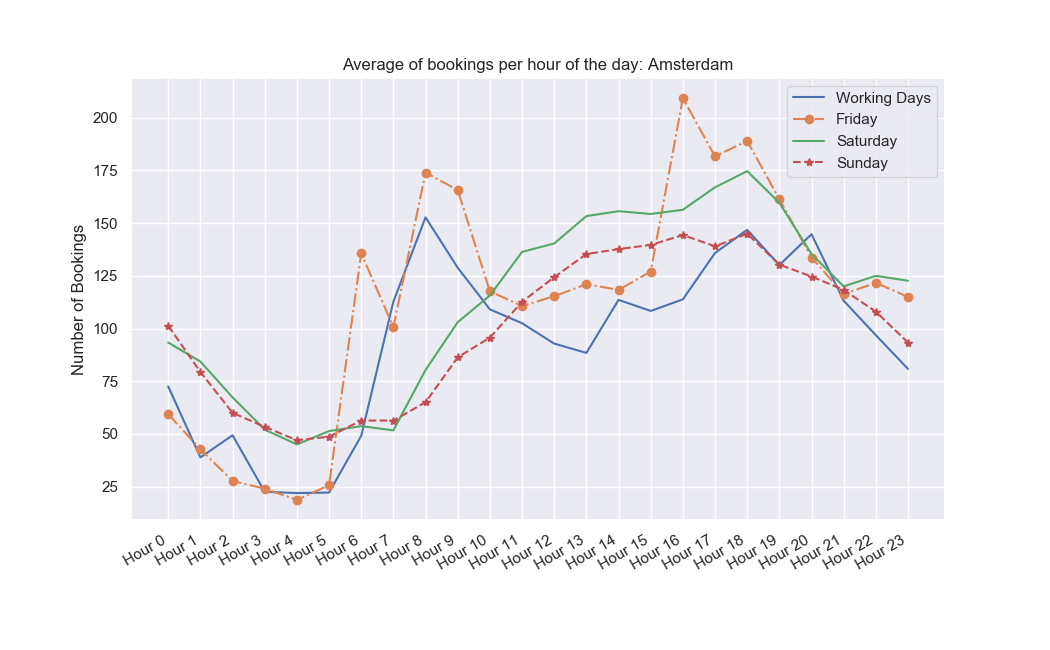 Average of bookings per hour of the day: Amsterdam
Number of Bookings
200
175
150
125
100
75
50
25
Working Days
Friday
Saturday
Sunday
Hour 0
Hour 1
Hour 2
Hour 3
Hour 4
Hour 5
Hour 6
Hour 7
Hour 8
Hour 9
Hour 10
Hour 11
Hour 12
Hour 13
Hour 14
Hour 15
Hour 16
Hour 17
Hour 18
Hour 19
Hour 20
Hour 21
Hour 22
Hour 23